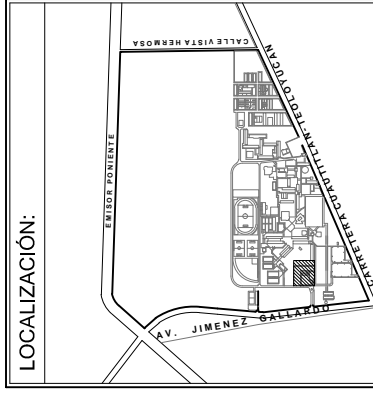 LOCALIZACIÓN:
CALLE VISTA HERMOSA
EMISOR PONIENTE
CARRETERA CUAUTITLAN-TEOLOYUCAN
AV. JIMENEZ GALLARDO